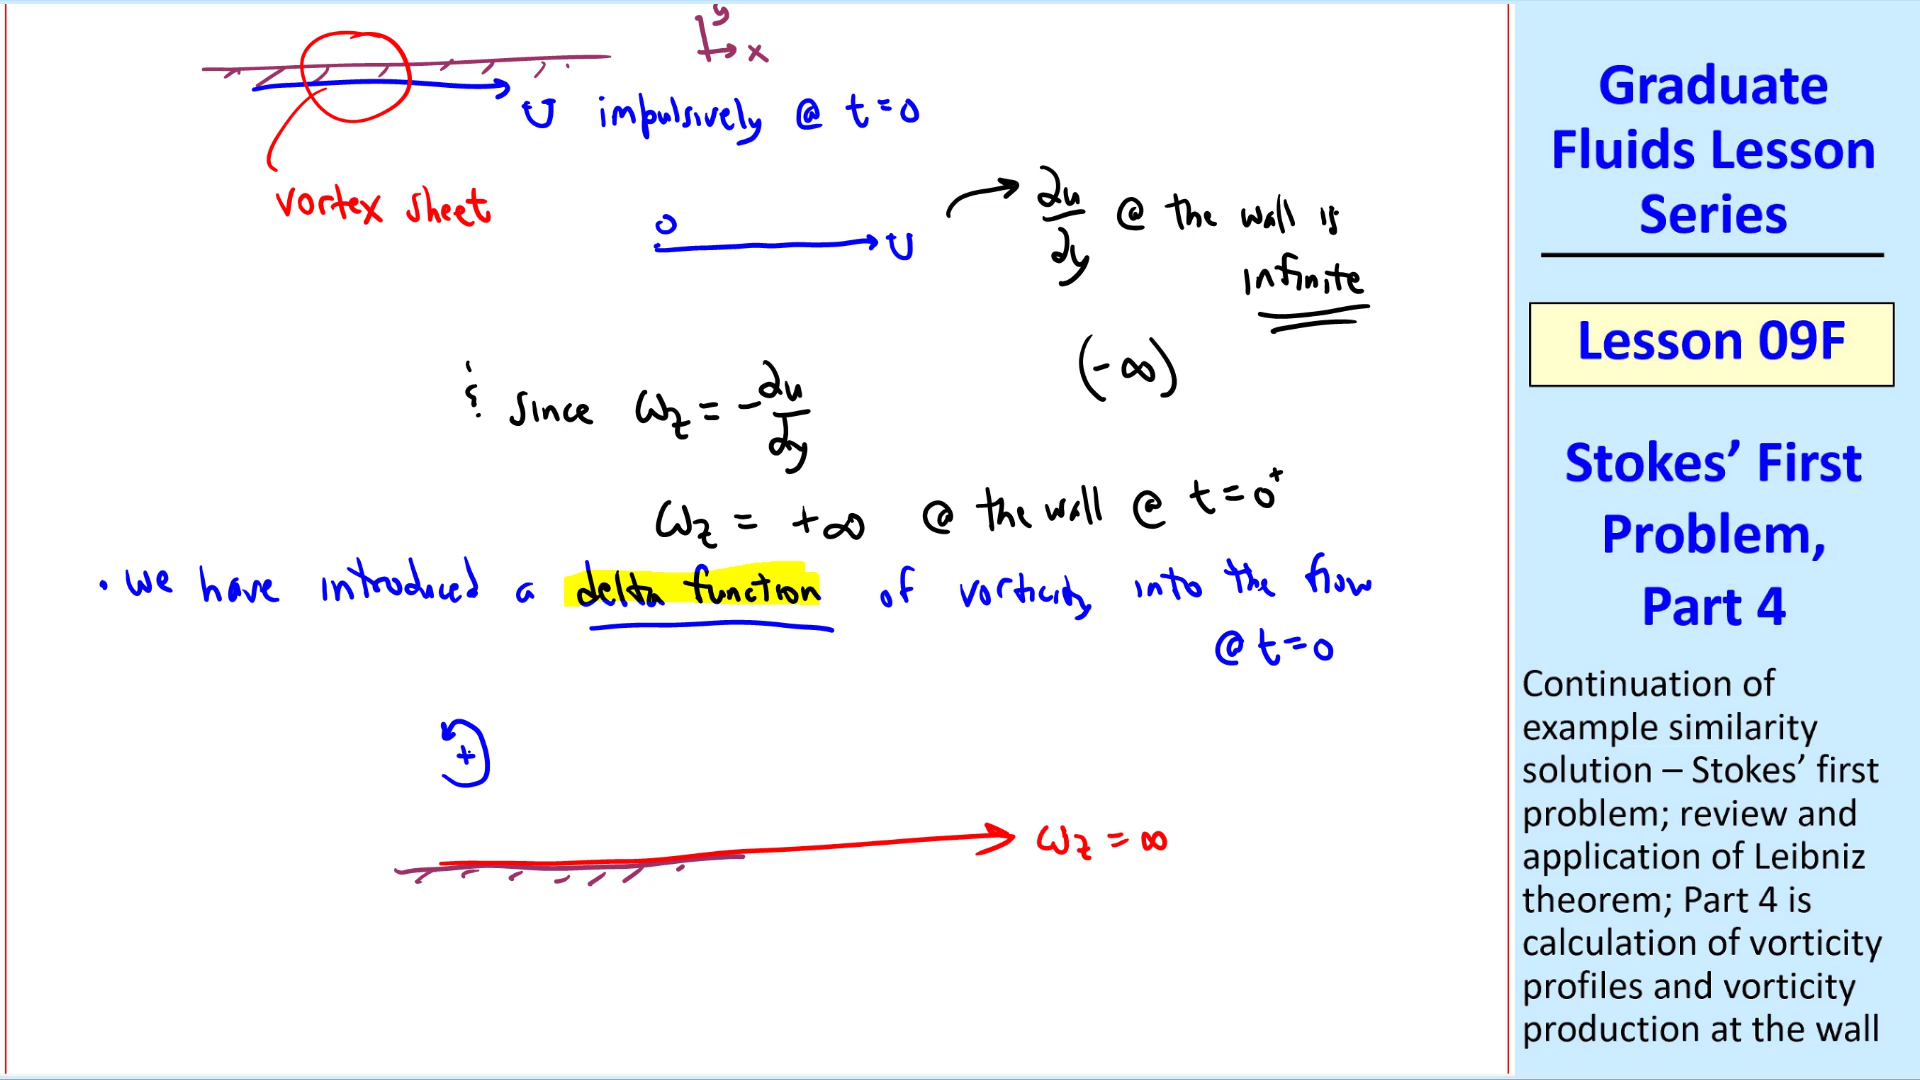 y
x
U impulsively @ t=0
vortex sheet
0 → U
∂u/∂y @ the wall is
infinite
(-∞)
& since ωz = -∂u/∂y
ωz = +∞ @ the wall @ t=0⁺
• we have introduced a delta function of vorticity into the flow
@ t=0
+
ωz = ∞
Graduate
Fluids Lesson
Series
Lesson 09F
Stokes’ First
Problem,
Part 4
Continuation of
example similarity
solution – Stokes’ first
problem; review and
application of Leibniz
theorem; Part 4 is
calculation of vorticity
profiles and vorticity
production at the wall